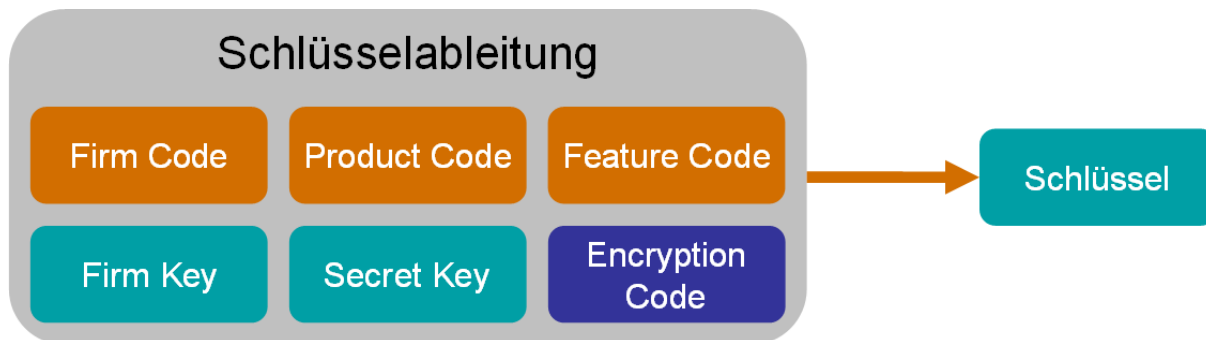 Schlüsselableitung
Firm Code
Product Code
Feature Code
Schlüssel
Firm Key
Secret Key
Encryption
Code